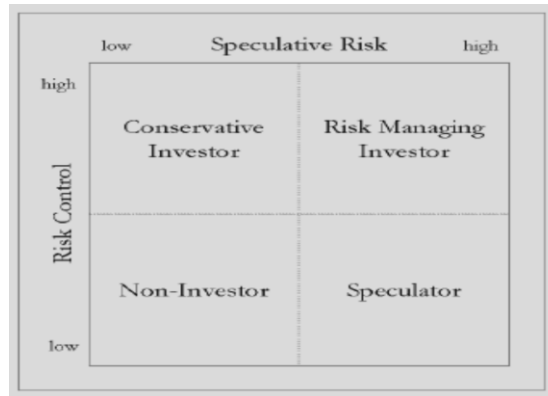 low Speculative Risk high
high
Conservative Risk Managing
Investor Investor
Risk Control
Non-Investor Speculator
low